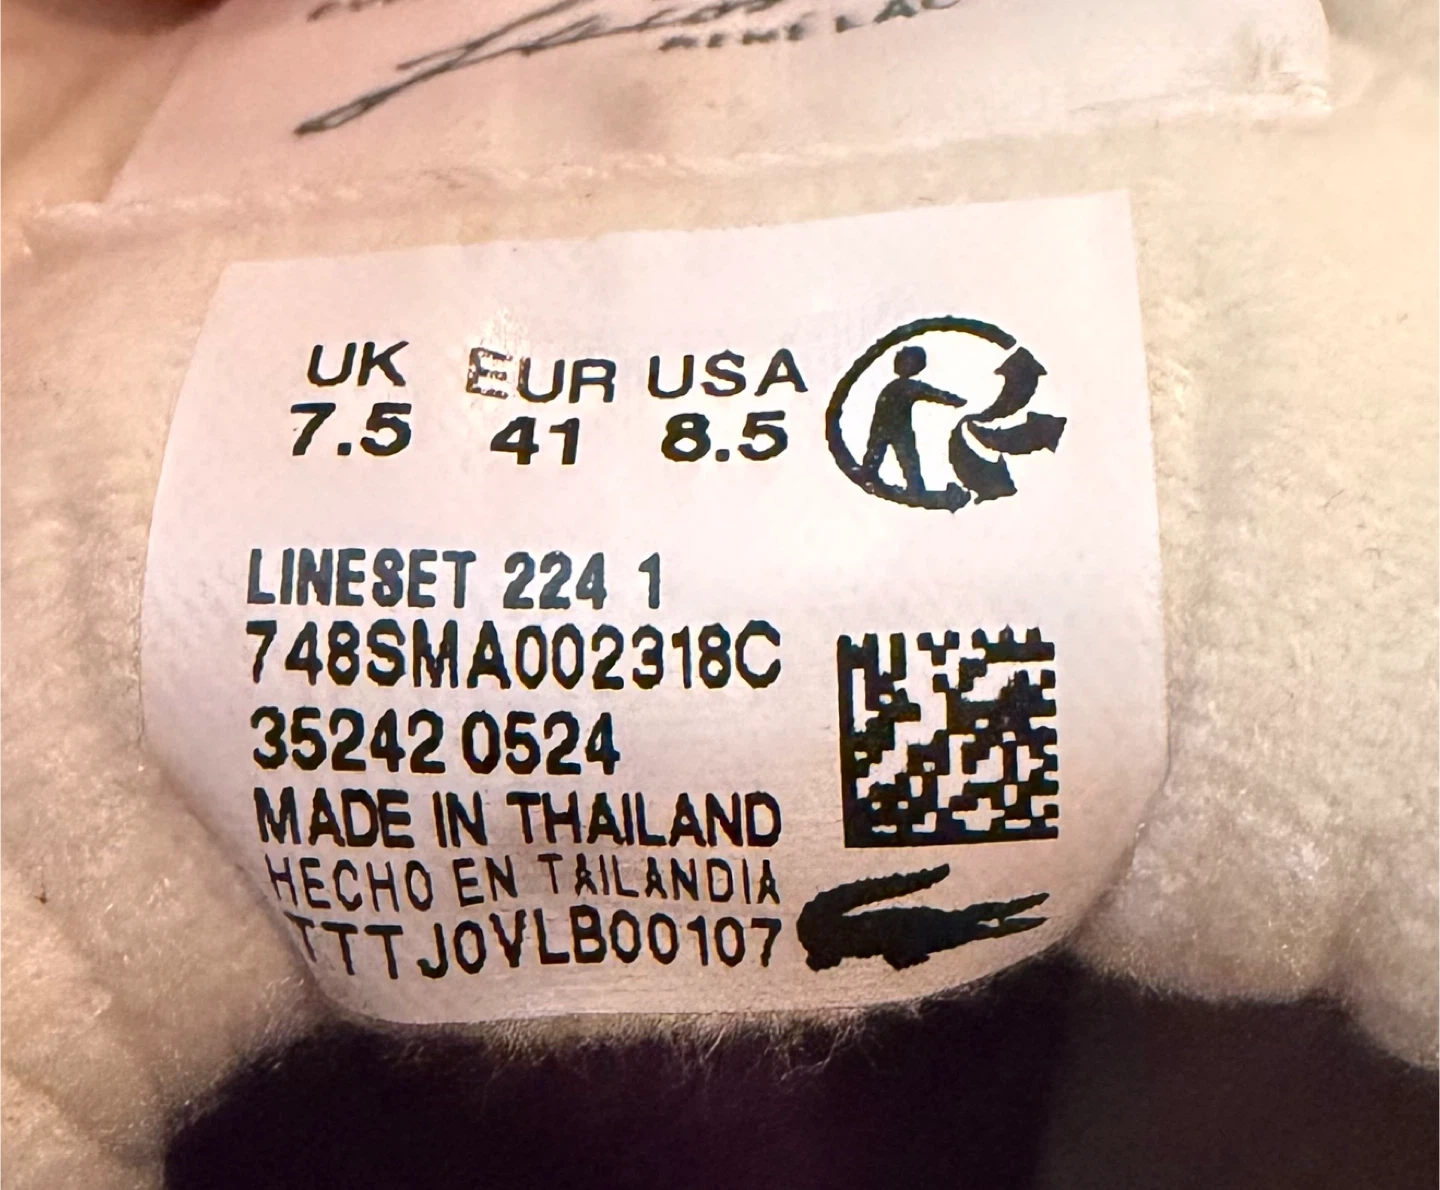 UK EUR USA
7.5 41 8.5
LINESET 224 1
748SMA002318C
35242 0524
MADE IN THAILAND
HECHO EN TAILANDIA
TTTJ0VLB00107